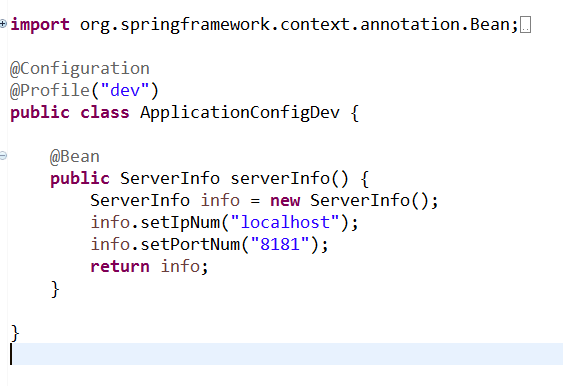 import org.springframework.context.annotation.Bean;
@Configuration
@Profile("dev")
public class ApplicationConfigDev {
@Bean
public ServerInfo serverInfo() {
ServerInfo info = new ServerInfo();
info.setIpNum("localhost");
info.setPortNum("8181");
return info;
}
}